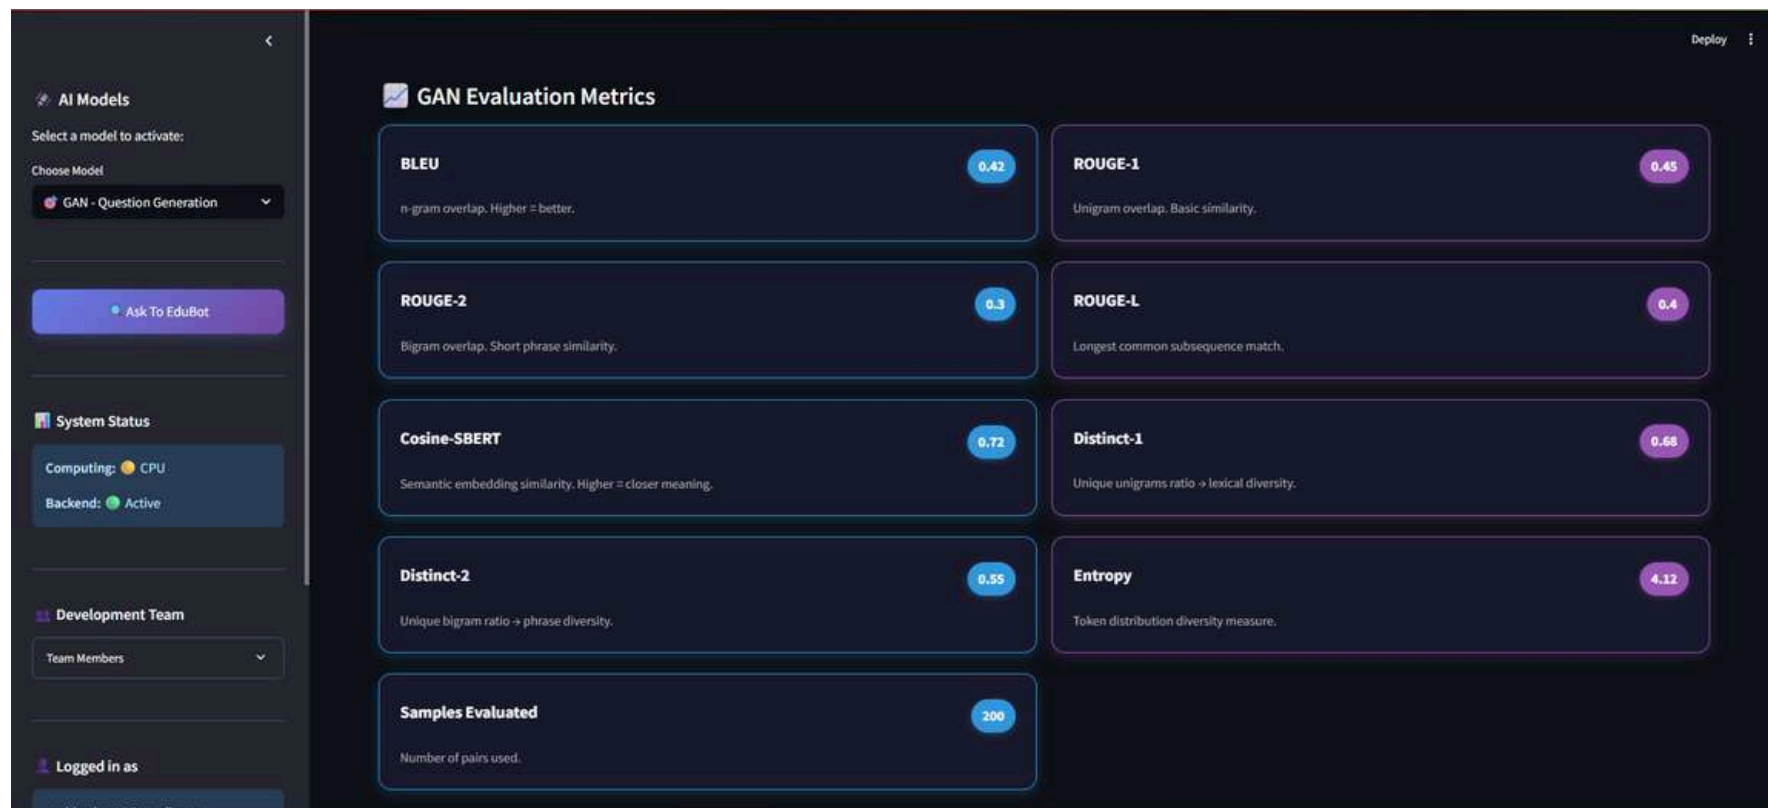 Deploy
AI Models
Select a model to activate:
Choose Model
GAN - Question Generation
Ask To EduBot
System Status
Computing: CPU
Backend: Active
Development Team
Team Members
Logged in as
GAN Evaluation Metrics
BLEU
0.42
n-gram overlap. Higher = better.
ROUGE-1
0.45
Unigram overlap. Basic similarity.
ROUGE-2
0.3
Bigram overlap. Short phrase similarity.
ROUGE-L
0.4
Longest common subsequence match.
Cosine-SBERT
0.72
Semantic embedding similarity. Higher = closer meaning.
Distinct-1
0.68
Unique unigrams ratio → lexical diversity.
Distinct-2
0.55
Unique bigram ratio → phrase diversity.
Entropy
4.12
Token distribution diversity measure.
Samples Evaluated
200
Number of pairs used.